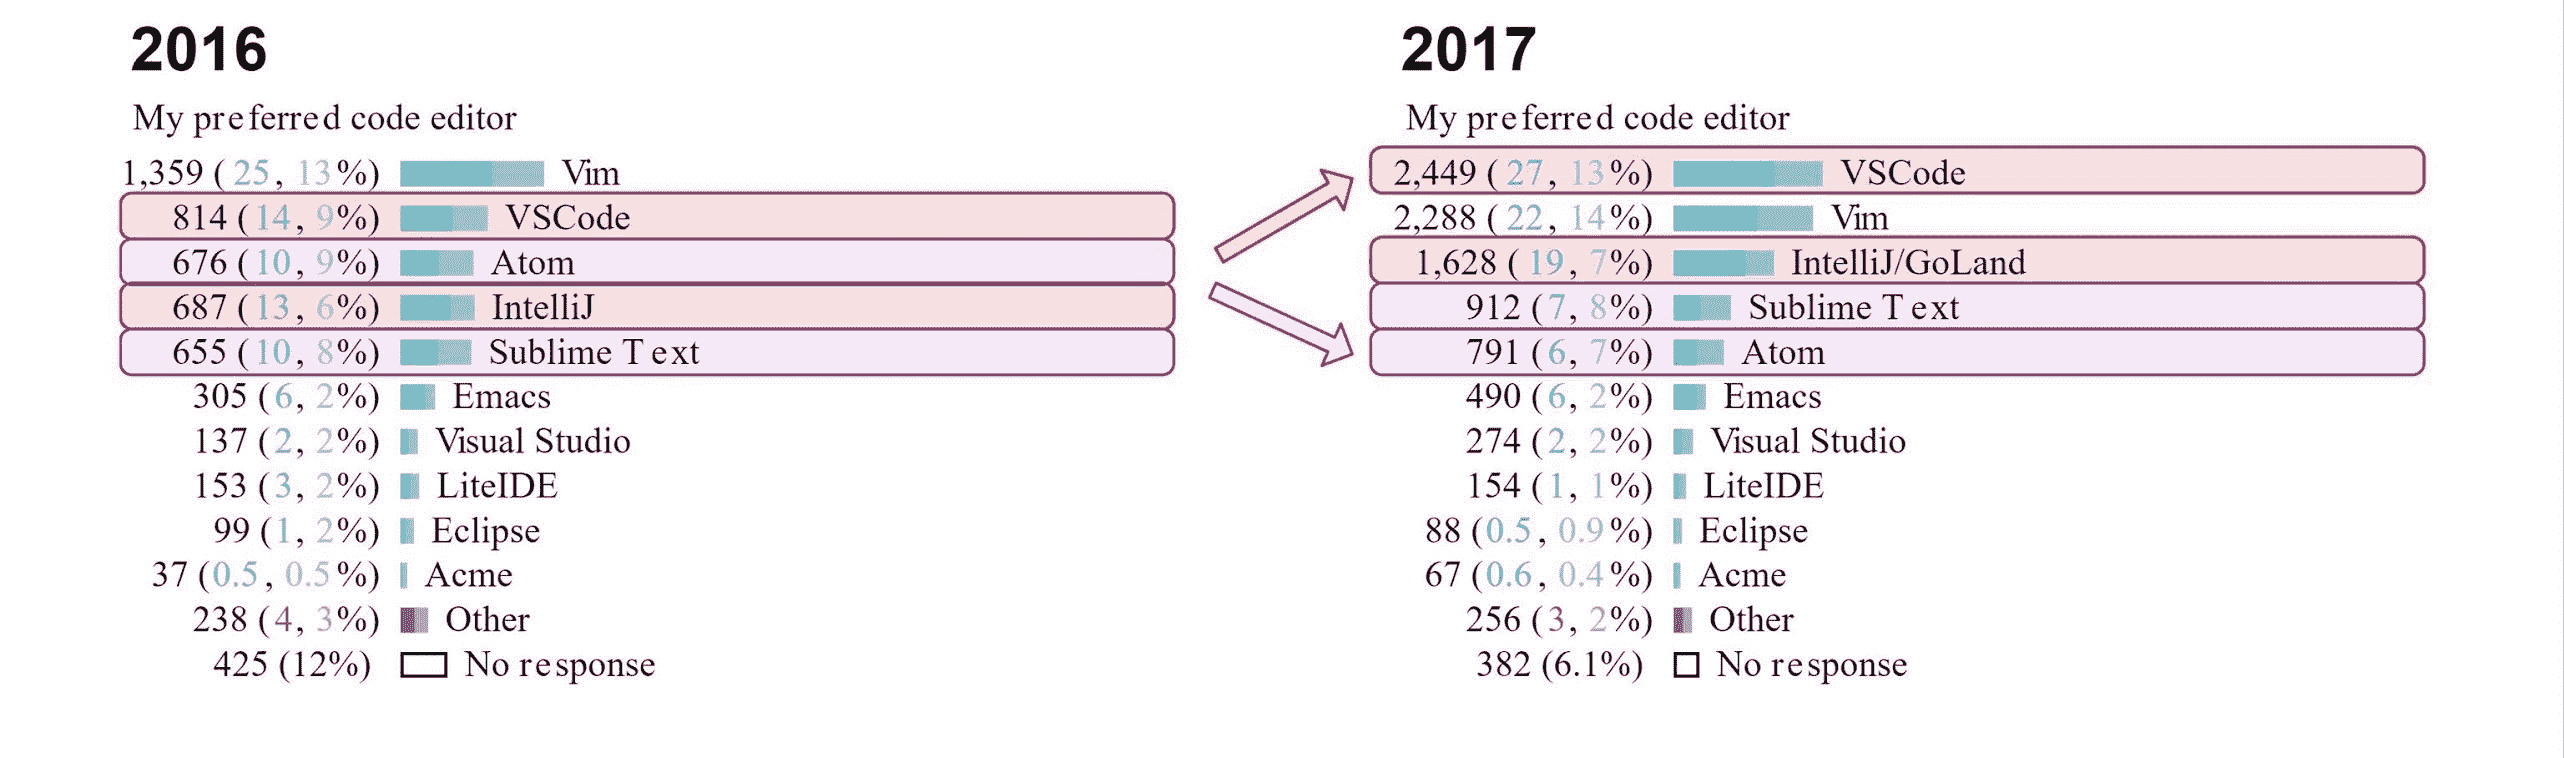 2016
My preferred code editor
1,359 (25, 13%) Vim
814 (14, 9%) VSCode
676 (10, 9%) Atom
687 (13, 6%) IntelliJ
655 (10, 8%) Sublime Text
305 (6, 2%) Emacs
137 (2, 2%) Visual Studio
153 (3, 2%) LiteIDE
99 (1, 2%) Eclipse
37 (0.5, 0.5%) Acme
238 (4, 3%) Other
425 (12%) No response
2017
My preferred code editor
2,449 (27, 13%) VSCode
2,288 (22, 14%) Vim
1,628 (19, 7%) IntelliJ/GoLand
912 (7, 8%) Sublime Text
791 (6, 7%) Atom
490 (6, 2%) Emacs
274 (2, 2%) Visual Studio
154 (1, 1%) LiteIDE
88 (0.5, 0.9%) Eclipse
67 (0.6, 0.4%) Acme
256 (3, 2%) Other
382 (6.1%) No response